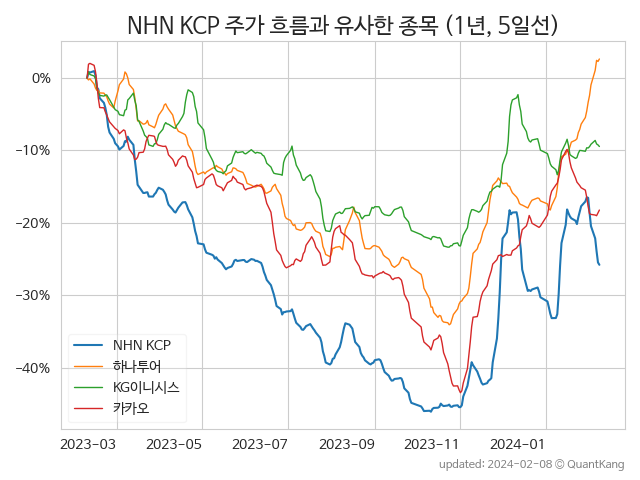 NHN KCP 주가 흐름과 유사한 종목 (1년, 5일선)
0%
−10%
−20%
−30%
−40%
NHN KCP
하나투어
KG이니시스
카카오
2023-03 2023-05 2023-07 2023-09 2023-11 2024-01
updated: 2024-02-08 © QuantKang